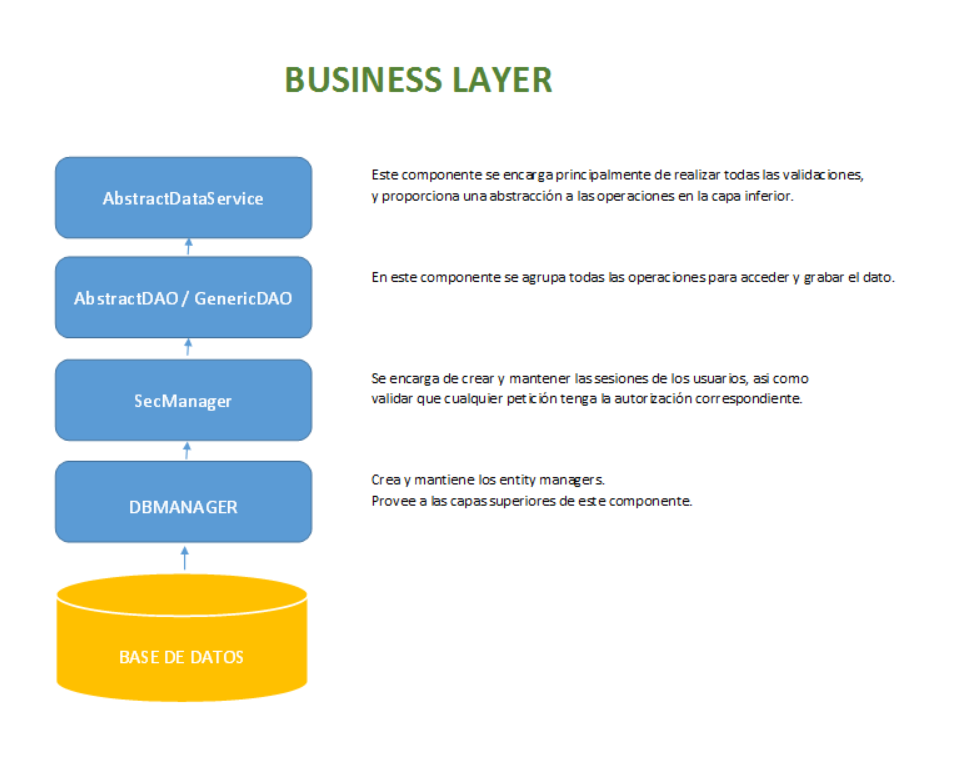 BUSINESS LAYER
AbstractDataService
Este componente se encarga principalmente de realizar todas las validaciones,
y proporciona una abstracción a las operaciones en la capa inferior.
AbstractDAO / GenericDAO
En este componente se agrupa todas las operaciones para acceder y grabar el dato.
SecManager
Se encarga de crear y mantener las sesiones de los usuarios, asi como
validar que cualquier petición tenga la autorización correspondiente.
DBMANAGER
Crea y mantiene los entity managers.
Provee a las capas superiores de este componente.
BASE DE DATOS